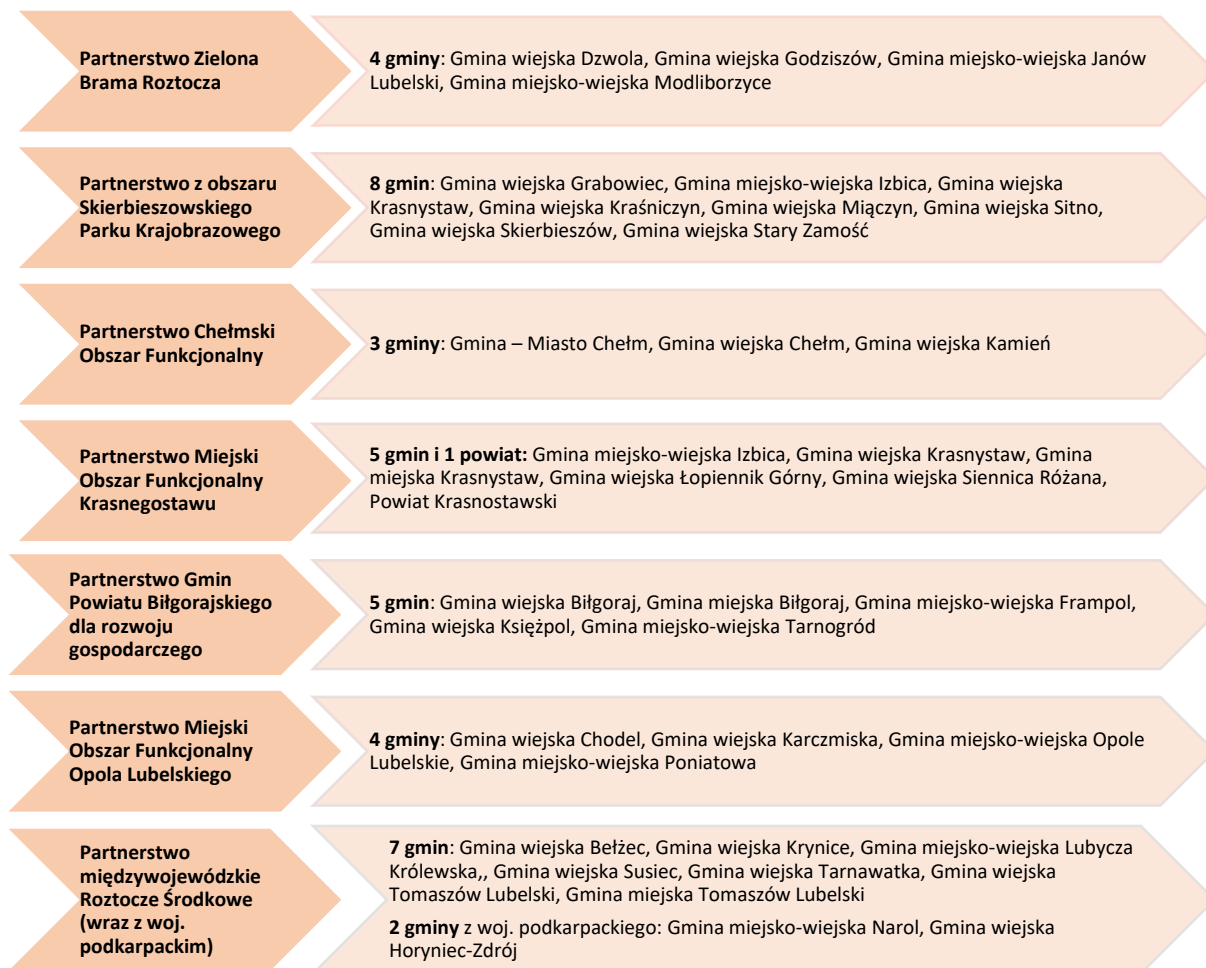 Partnerstwo Zielona
Brama Roztocza
4 gminy: Gmina wiejska Dzwola, Gmina wiejska Godziszów, Gmina miejsko-wiejska Janów
Lubelski, Gmina miejsko-wiejska Modliborzyce
Partnerstwo z obszaru
Skierbieszowskiego
Parku Krajobrazowego
8 gmin: Gmina wiejska Grabowiec, Gmina miejsko-wiejska Izbica, Gmina wiejska
Krasnystaw, Gmina wiejska Kraśniczyn, Gmina wiejska Miączyn, Gmina wiejska Sitno,
Gmina wiejska Skierbieszów, Gmina wiejska Stary Zamość
Partnerstwo Chełmski
Obszar Funkcjonalny
3 gminy: Gmina – Miasto Chełm, Gmina wiejska Chełm, Gmina wiejska Kamień
Partnerstwo Miejski
Obszar Funkcjonalny
Krasnegostawu
5 gmin i 1 powiat: Gmina miejsko-wiejska Izbica, Gmina wiejska Krasnystaw, Gmina
miejska Krasnystaw, Gmina wiejska Łopiennik Górny, Gmina wiejska Siennica Różana,
Powiat Krasnostawski
Partnerstwo Gmin
Powiatu Biłgorajskiego
dla rozwoju
gospodarczego
5 gmin: Gmina wiejska Biłgoraj, Gmina miejska Biłgoraj, Gmina miejsko-wiejska Frampol,
Gmina wiejska Księżpol, Gmina miejsko-wiejska Tarnogród
Partnerstwo Miejski
Obszar Funkcjonalny
Opola Lubelskiego
4 gminy: Gmina wiejska Chodel, Gmina wiejska Karczmiska, Gmina miejsko-wiejska Opole
Lubelskie, Gmina miejsko-wiejska Poniatowa
Partnerstwo
międzywojewódzkie
Roztocze Środkowe
(wraz z woj.
podkarpackim)
7 gmin: Gmina wiejska Bełżec, Gmina wiejska Krynice, Gmina miejsko-wiejska Lubycza
Królewska,, Gmina wiejska Susiec, Gmina wiejska Tarnawatka, Gmina wiejska
Tomaszów Lubelski, Gmina miejska Tomaszów Lubelski
2 gminy z woj. podkarpackiego: Gmina miejsko-wiejska Narol, Gmina wiejska
Horyniec-Zdrój